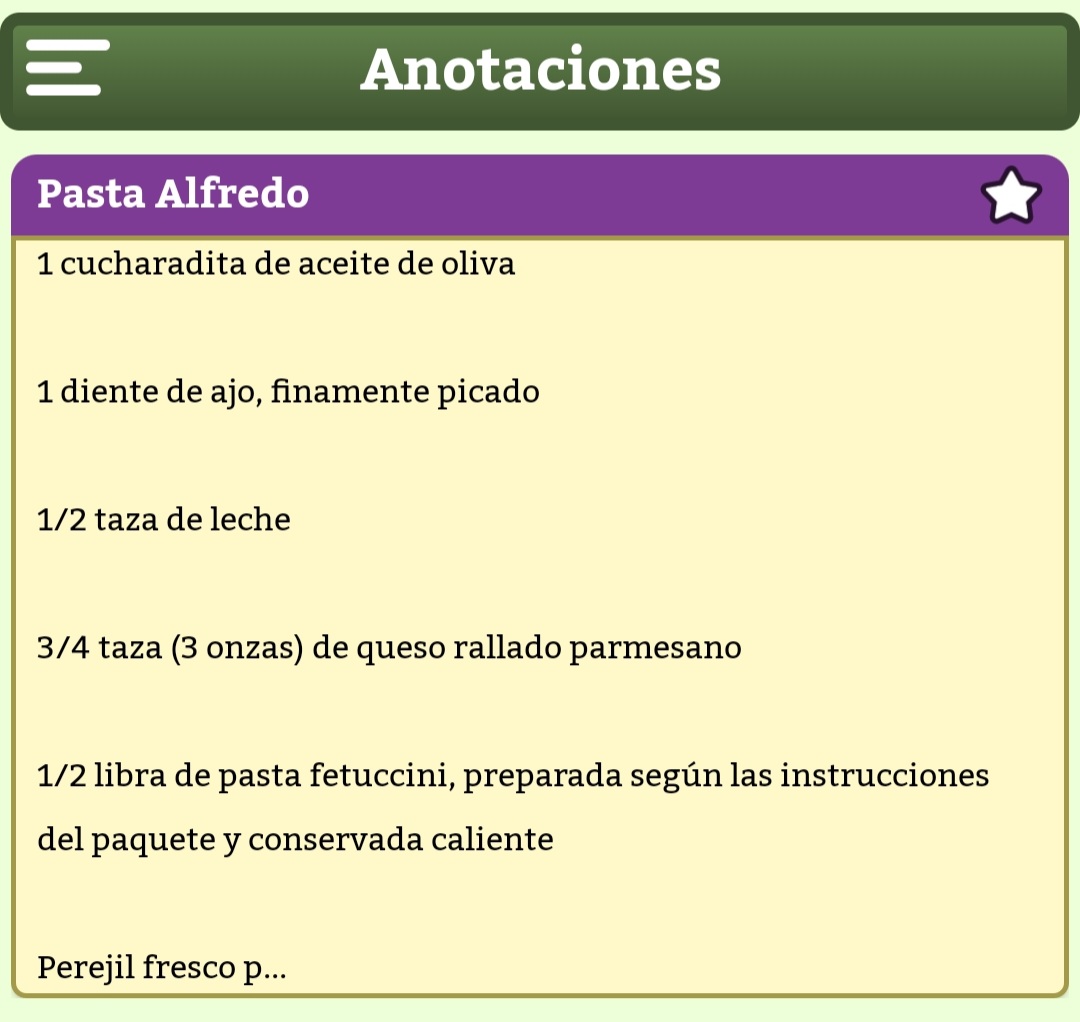 Anotaciones
Pasta Alfredo
1 cucharadita de aceite de oliva
1 diente de ajo, finamente picado
1/2 taza de leche
3/4 taza (3 onzas) de queso rallado parmesano
1/2 libra de pasta fetuccini, preparada según las instrucciones
del paquete y conservada caliente
Perejil fresco p...